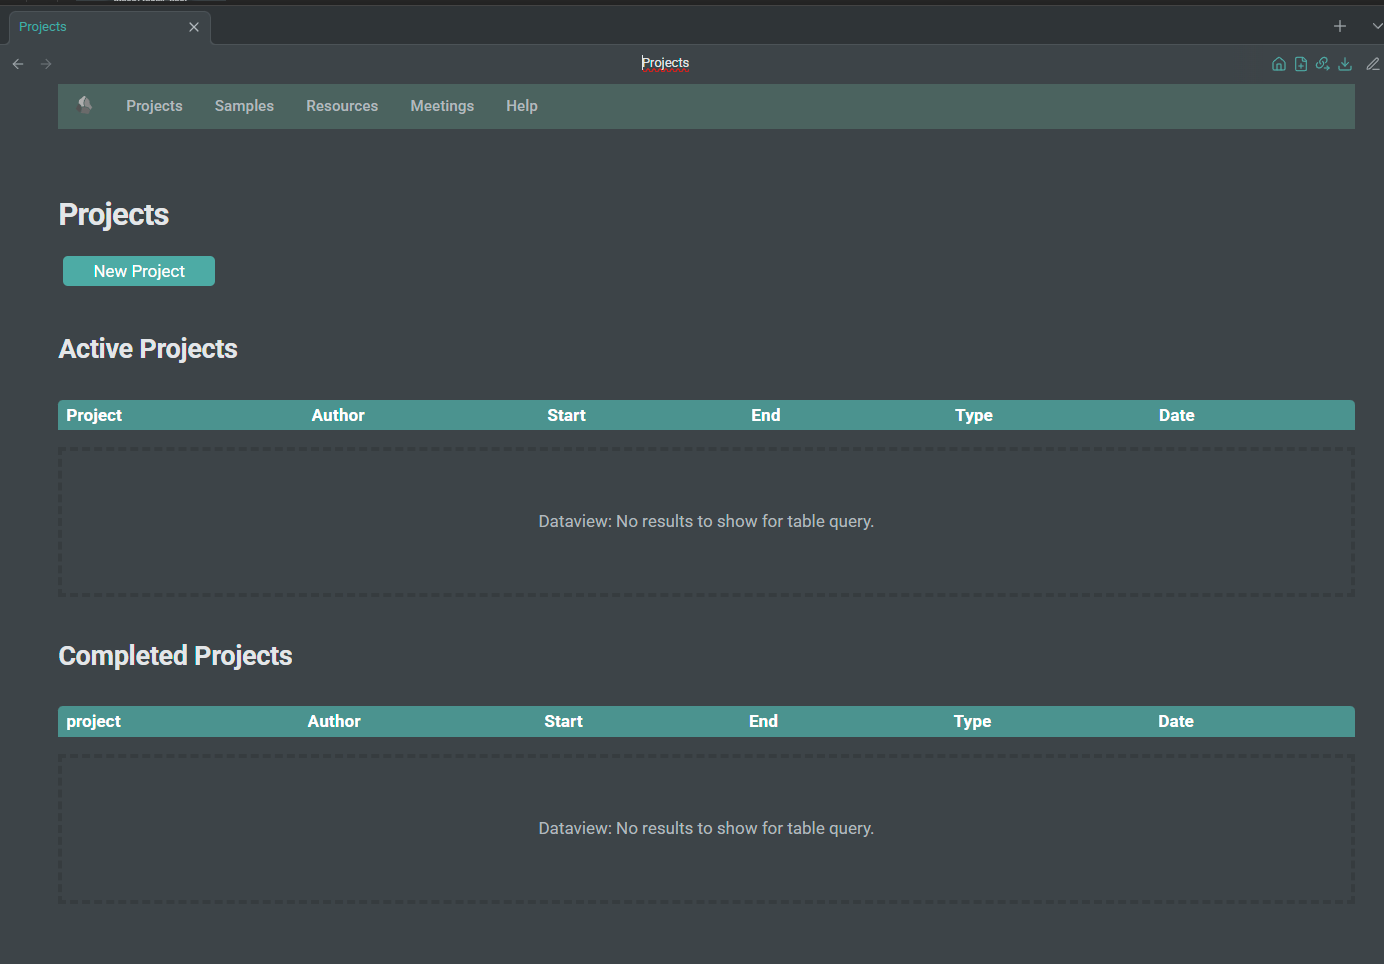 Projects
Projects
Projects Samples Resources Meetings Help
Projects
New Project
Active Projects
Project Author Start End Type Date
Dataview: No results to show for table query.
Completed Projects
project Author Start End Type Date
Dataview: No results to show for table query.